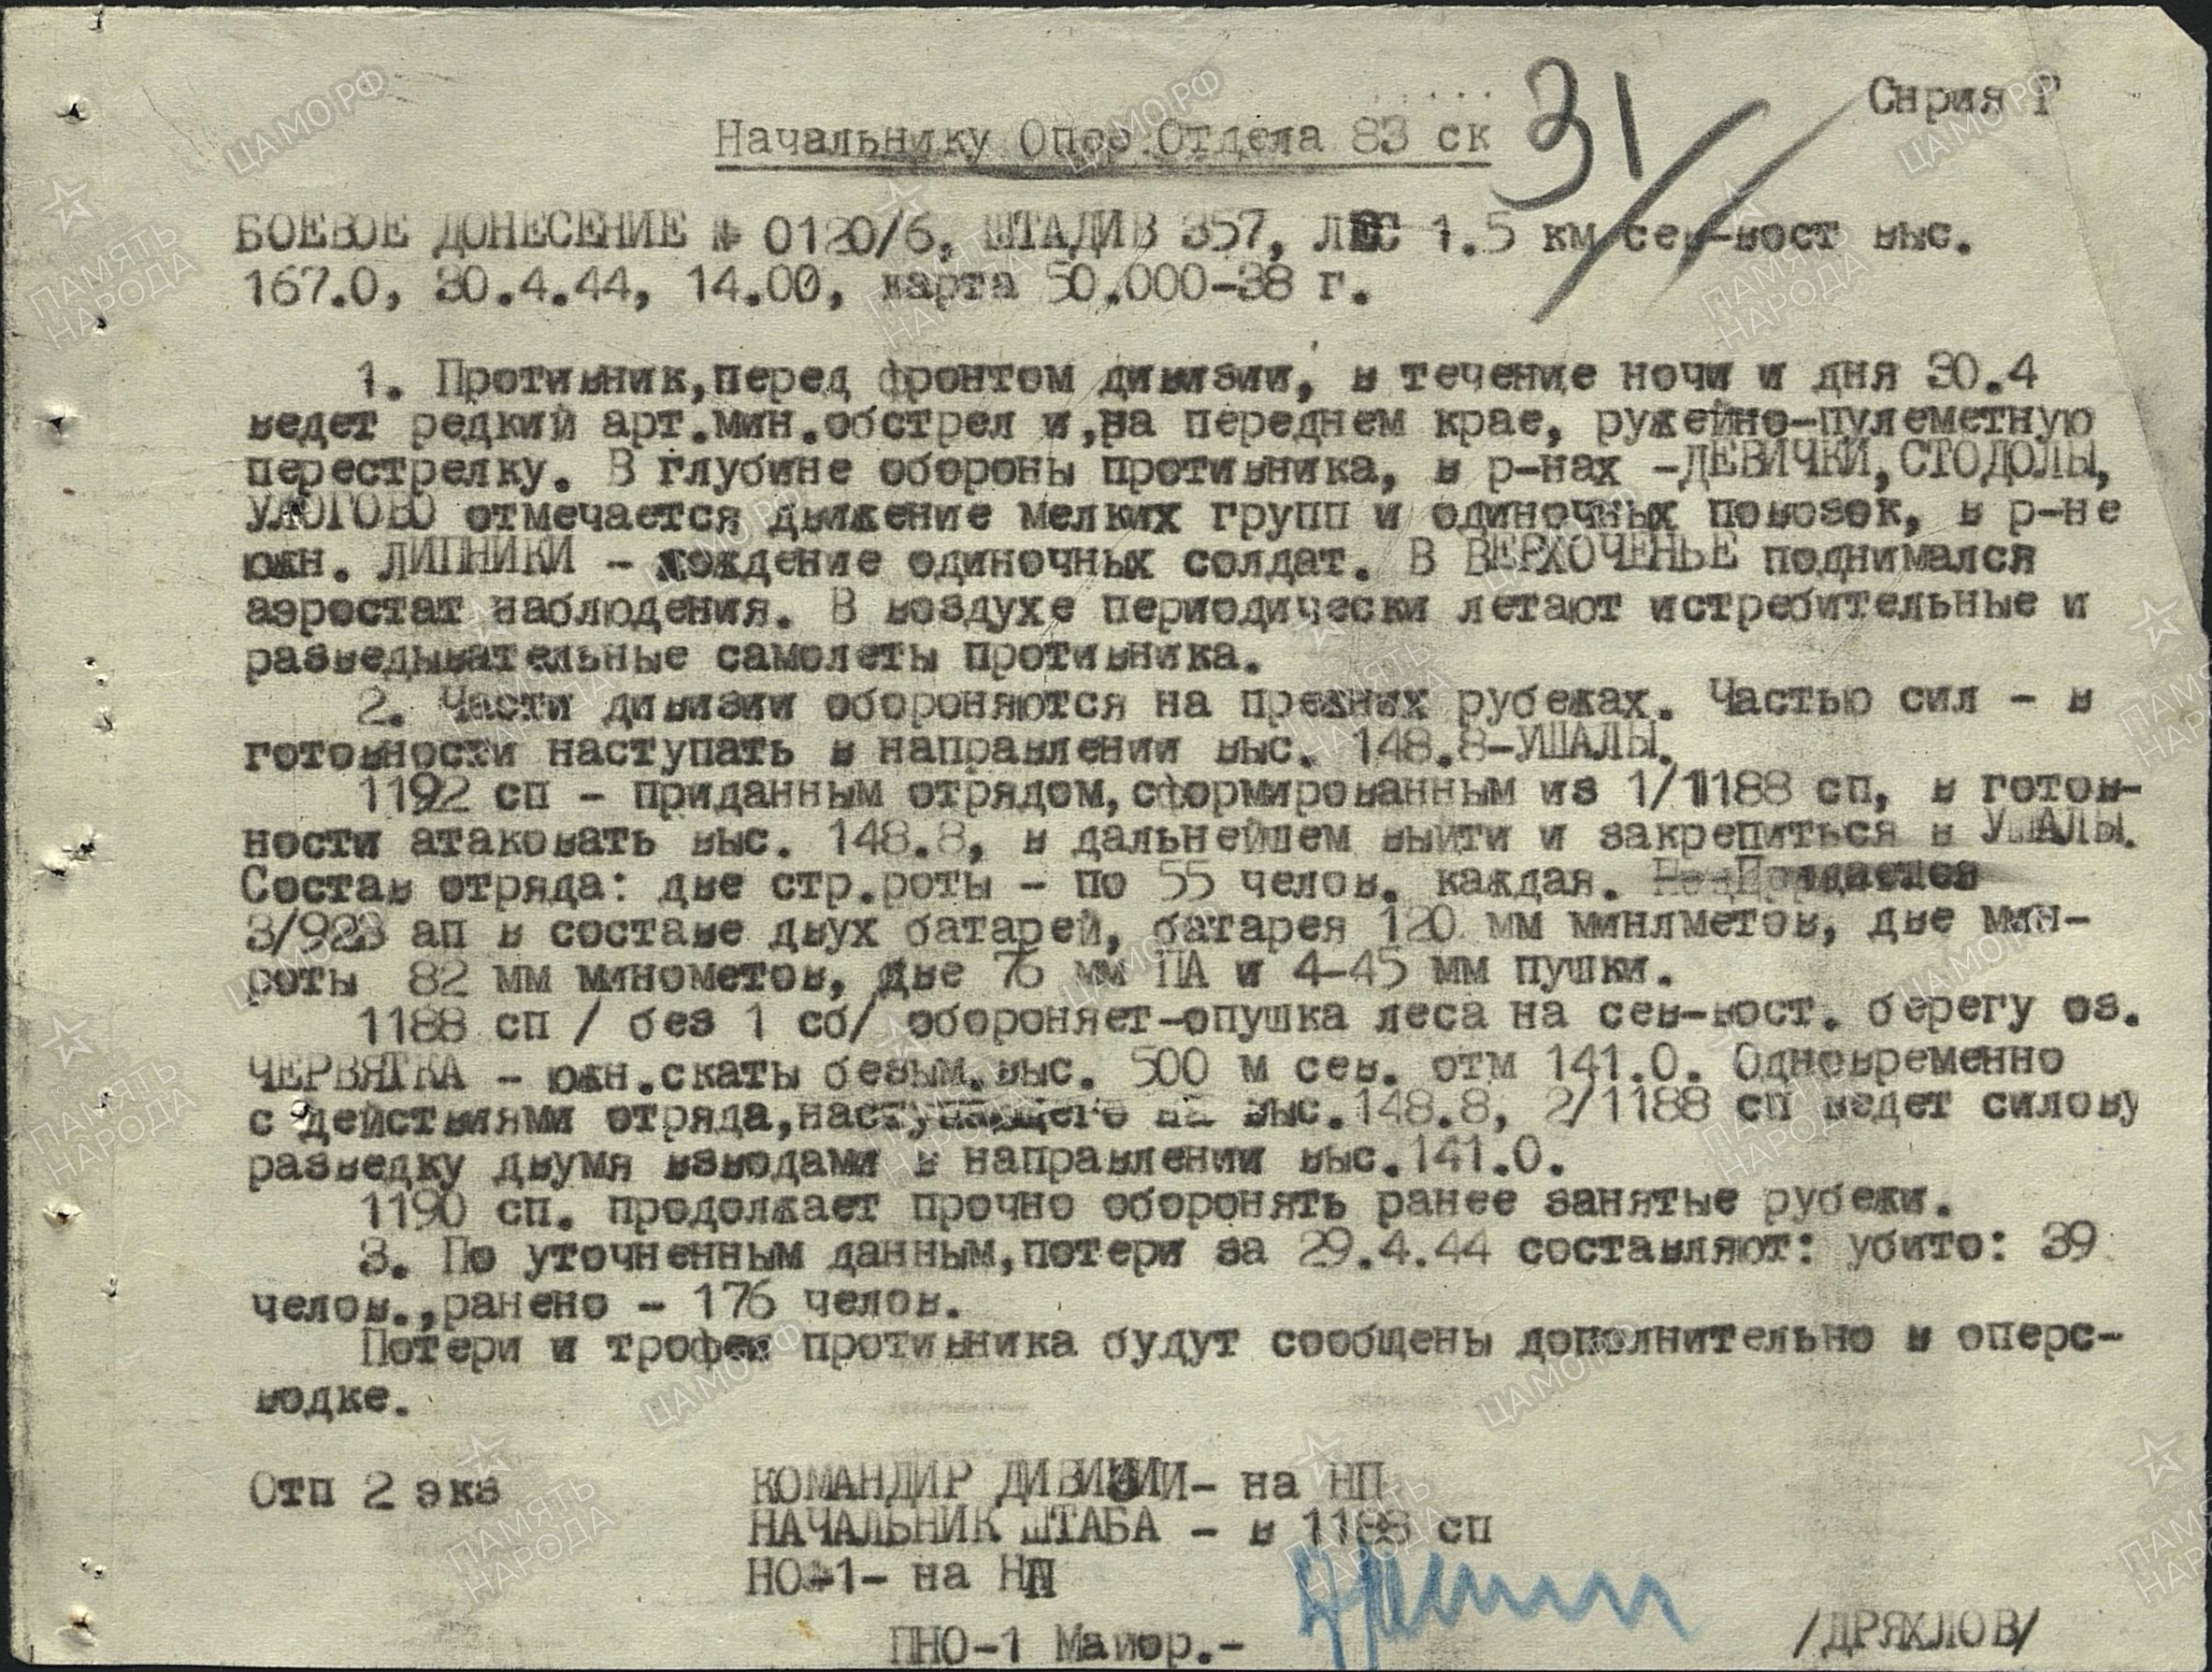 31
Снрия Г
Начальнику Опер.Отдела 83 ск
БОЕВОЕ ДОНЕСЕНИЕ № 0120/6, ШТАДИВ 357, ЛЕС 1.5 км сев-вост выс.
167.0, 30.4.44, 14.00, карта 50.000-38 г.
1. Противник,перед фронтом дивизии, в течение ночи и дня 30.4
ведет редкий арт.мин.обстрел и,на переднем крае, ружейно-пулеметную
перестрелку. В глубине обороны противника, в р-нах -ДЕВИЧКИ,СТОДОЛЫ,
УЛОГОВО отмечается движение мелких групп и одиночных повозок, в р-не
южн. ЛИПНИКИ - хождение одиночных солдат. В ВЕРХОЧЕНЬЕ поднимался
аэростат наблюдения. В воздухе периодически летают истребительные и
разведывательные самолеты противника.
2. Части дивизии обороняются на прежних рубежах. Частью сил - в
готовности наступать в направлении выс. 148.8-УШАЛЫ.
1192 сп - приданным отрядом,сформированным из 1/1188 сп, в готов-
ности атаковать выс. 148.8, в дальнейшем выйти и закрепиться в УШАЛЫ.
Состав отряда: две стр.роты - по 55 челов. каждая. Придается
3/923 ап в составе двух батарей, батарея 120 мм минлметов, две мин-
роты 82 мм минометов, две 76 мм ПА и 4-45 мм пушки.
1188 сп / без 1 сб/ обороняет-опушка леса на сев-вост. берегу оз.
ЧЕРВЯТКА - южн.скаты безым.выс. 500 м сев. отм 141.0. Одновременно
с действиями отряда,наступающего на выс.148.8, 2/1188 сп ведет силову
разведку двумя взводами в направлении выс.141.0.
1190 сп. продолжает прочно оборонять ранее занятые рубежи.
3. По уточненным данным,потери за 29.4.44 составляют: убито: 39
челов.,ранено - 176 челов.
Потери и трофеи противника будут сообщены дополнительно в оперс-
водке.
Отп 2 экз
КОМАНДИР ДИВИЗИИ- на НП
НАЧАЛЬНИК ШТАБА - в 1188 сп
НО-1- на НП
ПНО-1 Майор.-
/ДРЯХЛОВ/
ЦАМО.РФ
ПАМЯТЬ НАРОДА